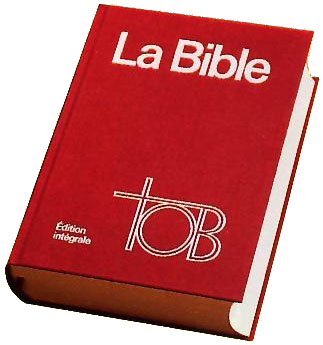 La Bible
Édition
intégrale
TOB